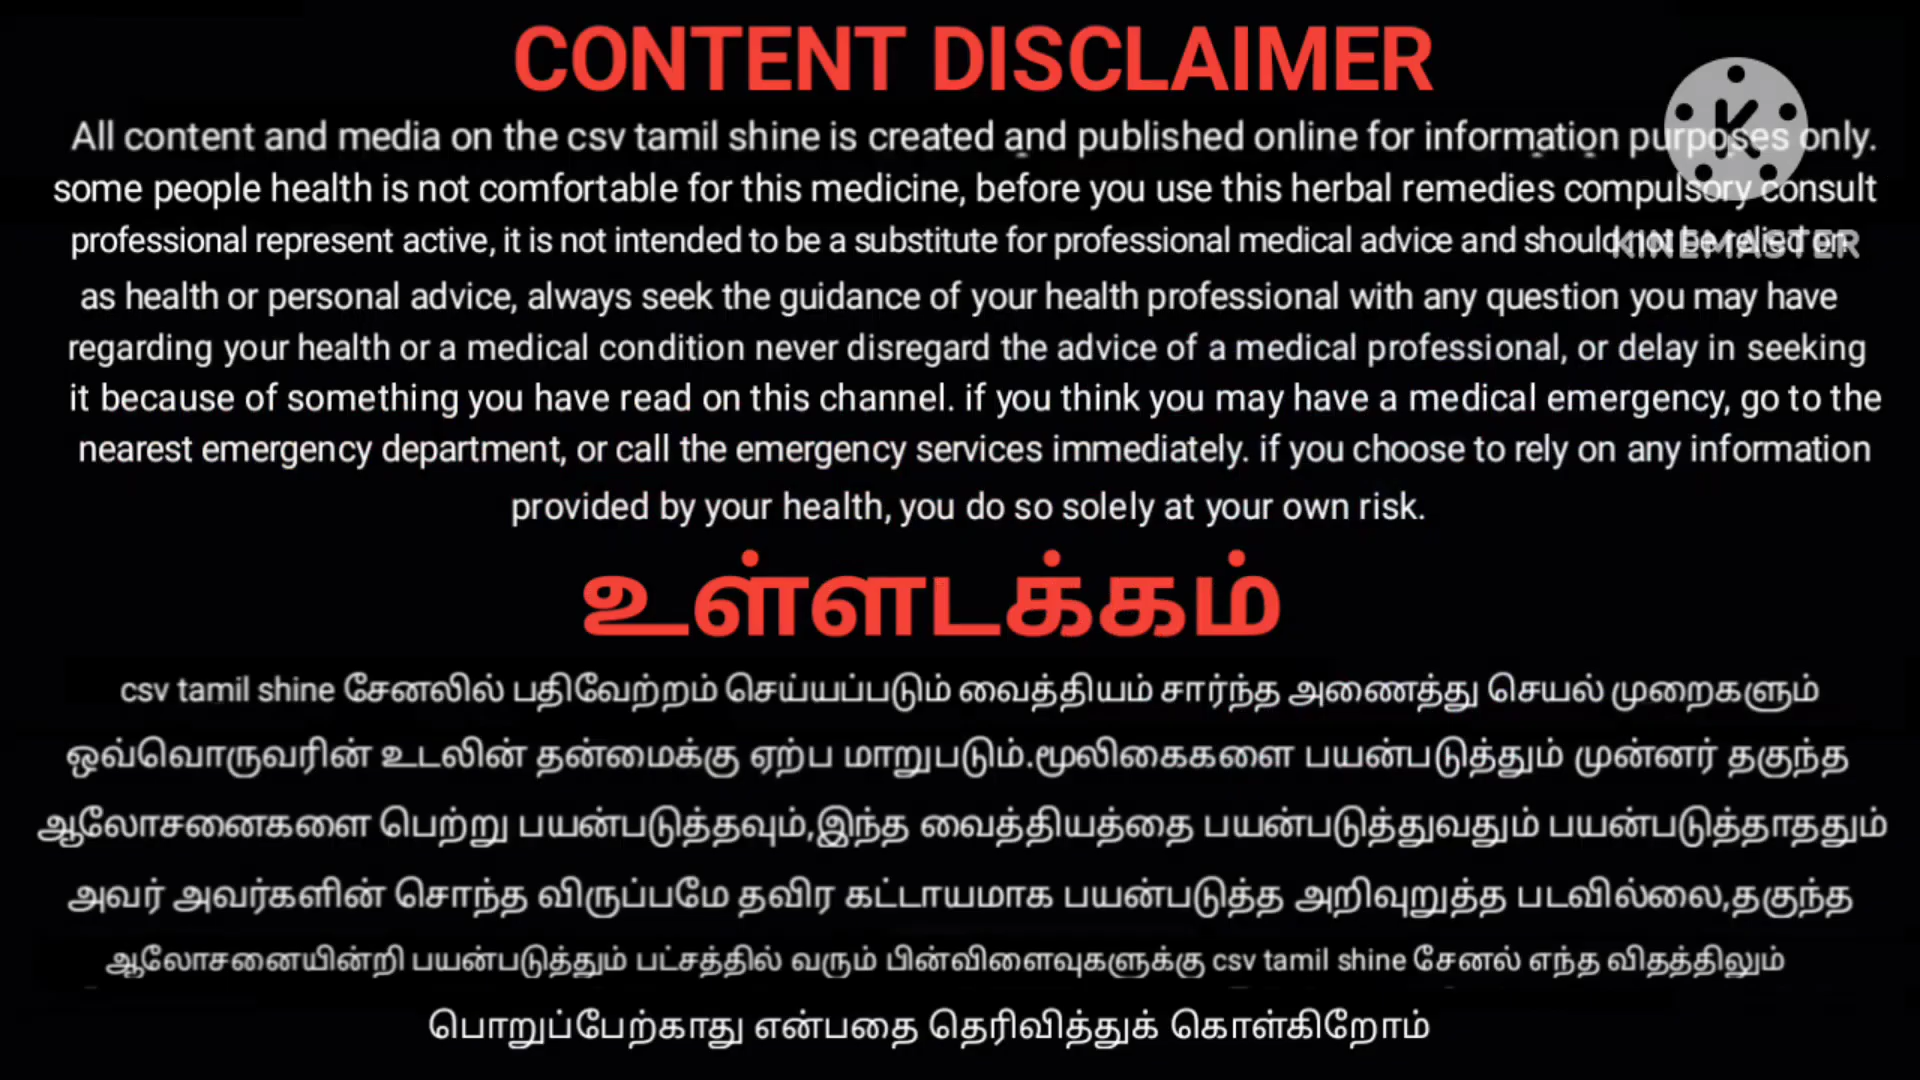 CONTENT DISCLAIMER
All content and media on the csv tamil shine is created and published online for information purposes only.
some people health is not comfortable for this medicine, before you use this herbal remedies compulsory consult
professional represent active, it is not intended to be a substitute for professional medical advice and should not be relied on
as health or personal advice, always seek the guidance of your health professional with any question you may have
regarding your health or a medical condition never disregard the advice of a medical professional, or delay in seeking
it because of something you have read on this channel. if you think you may have a medical emergency, go to the
nearest emergency department, or call the emergency services immediately. if you choose to rely on any information
provided by your health, you do so solely at your own risk.
K
KINEMASTER
உள்ளடக்கம்
csv tamil shine சேனலில் பதிவேற்றம் செய்யப்படும் வைத்தியம் சார்ந்த அணைத்து செயல் முறைகளும்
ஒவ்வொருவரின் உடலின் தன்மைக்கு ஏற்ப மாறுபடும்.மூலிகைகளை பயன்படுத்தும் முன்னர் தகுந்த
ஆலோசனைகளை பெற்று பயன்படுத்தவும்,இந்த வைத்தியத்தை பயன்படுத்துவதும் பயன்படுத்தாததும்
அவர் அவர்களின் சொந்த விருப்பமே தவிர கட்டாயமாக பயன்படுத்த அறிவுறுத்த படவில்லை,தகுந்த
ஆலோசனையின்றி பயன்படுத்தும் பட்சத்தில் வரும் பின்விளைவுகளுக்கு csv tamil shine சேனல் எந்த விதத்திலும்
பொறுப்பேற்காது என்பதை தெரிவித்துக் கொள்கிறோம்